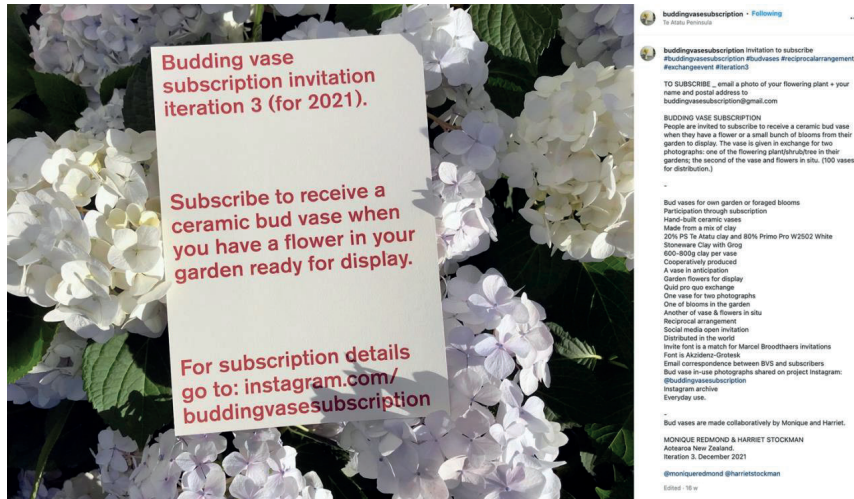 Budding vase
subscription invitation
iteration 3 (for 2021).
Subscribe to receive a
ceramic bud vase when
you have a flower in your
garden ready for display.
For subscription details
go to: instagram.com/
buddingvasesubscription
buddingvasesubscription • Following
Te Atatu Peninsula
buddingvasesubscription Invitation to subscribe
#buddingvasesubscription #budvases #reciprocalarrangement
#exchangeevent #iteration3
TO SUBSCRIBE _ email a photo of your flowering plant + your
name and postal address to
buddingvasesubscription@gmail.com
BUDDING VASE SUBSCRIPTION
People are invited to subscribe to receive a ceramic bud vase
when they have a flower or a small bunch of blooms from their
garden to display. The vase is given in exchange for two
photographs: one of the flowering plant/shrub/tree in their
gardens; the second of the vase and flowers in situ. (100 vases
for distribution.)
-
Bud vases for own garden or foraged blooms
Participation through subscription
Hand-built ceramic vases
Made from a mix of clay
20% PS Te Atatu clay and 80% Primo Pro W2502 White
Stoneware Clay with Grog
600-800g clay per vase
Cooperatively produced
A vase in anticipation
Garden flowers for display
Quid pro quo exchange
One vase for two photographs
One of blooms in the garden
Another of vase & flowers in situ
Reciprocal arrangement
Social media open invitation
Distributed in the world
Invite font is a match for Marcel Broodthaers invitations
Font is Akzidenz-Grotesk
Email correspondence between BVS and subscribers
Bud vase in-use photographs shared on project Instagram:
@buddingvasesubscription
Instagram archive
Everyday use.
-
Bud vases are made collaboratively by Monique and Harriet.
MONIQUE REDMOND & HARRIET STOCKMAN
Aotearoa New Zealand.
Iteration 3. December 2021
@moniqueredmond @harrietstockman
Edited · 16 w